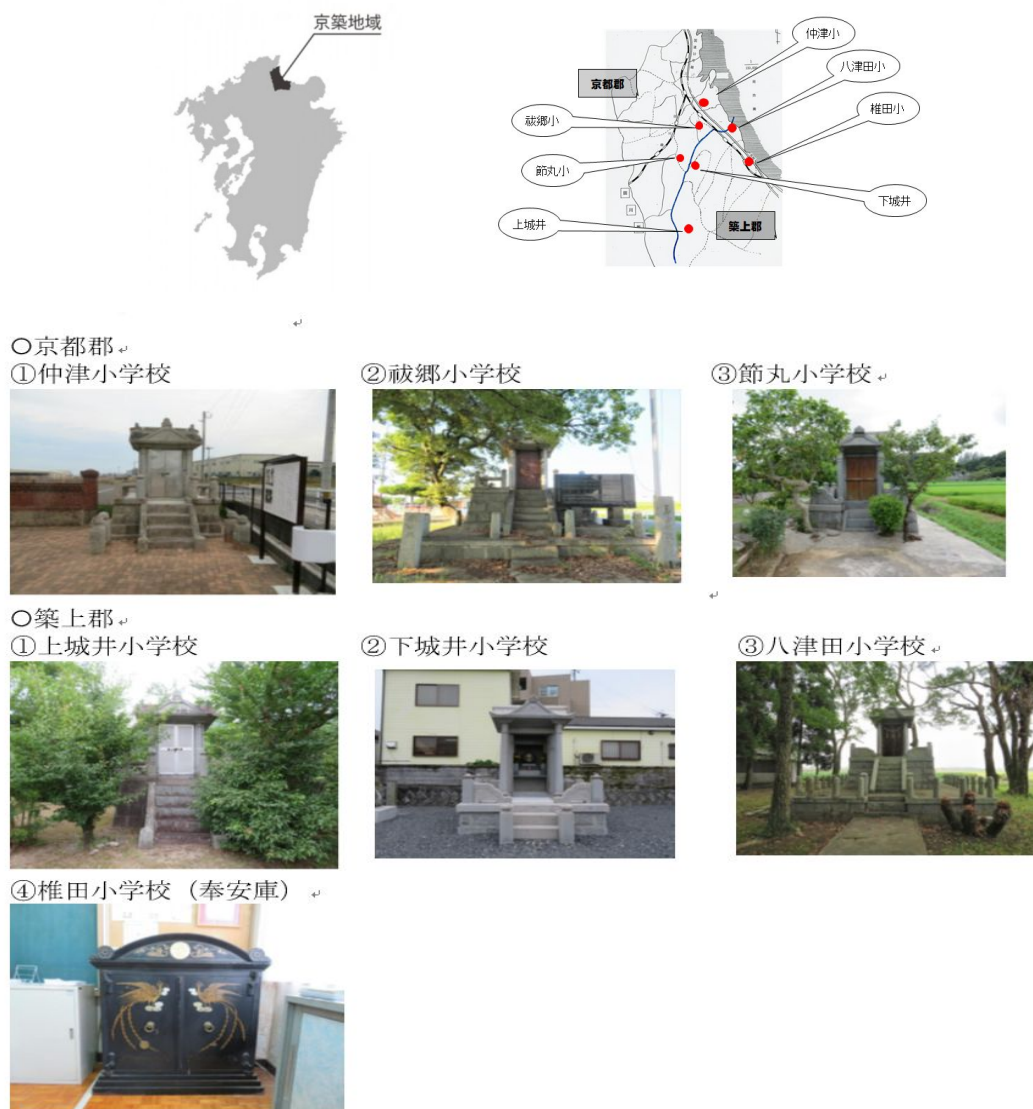 京築地域
仲津小
八津田小
京都郡
祓郷小
椎田小
節丸小
下城井
上城井
築上郡
〇京都郡
①仲津小学校
②祓郷小学校
③節丸小学校
〇築上郡
①上城井小学校
②下城井小学校
③八津田小学校
④椎田小学校（奉安庫）